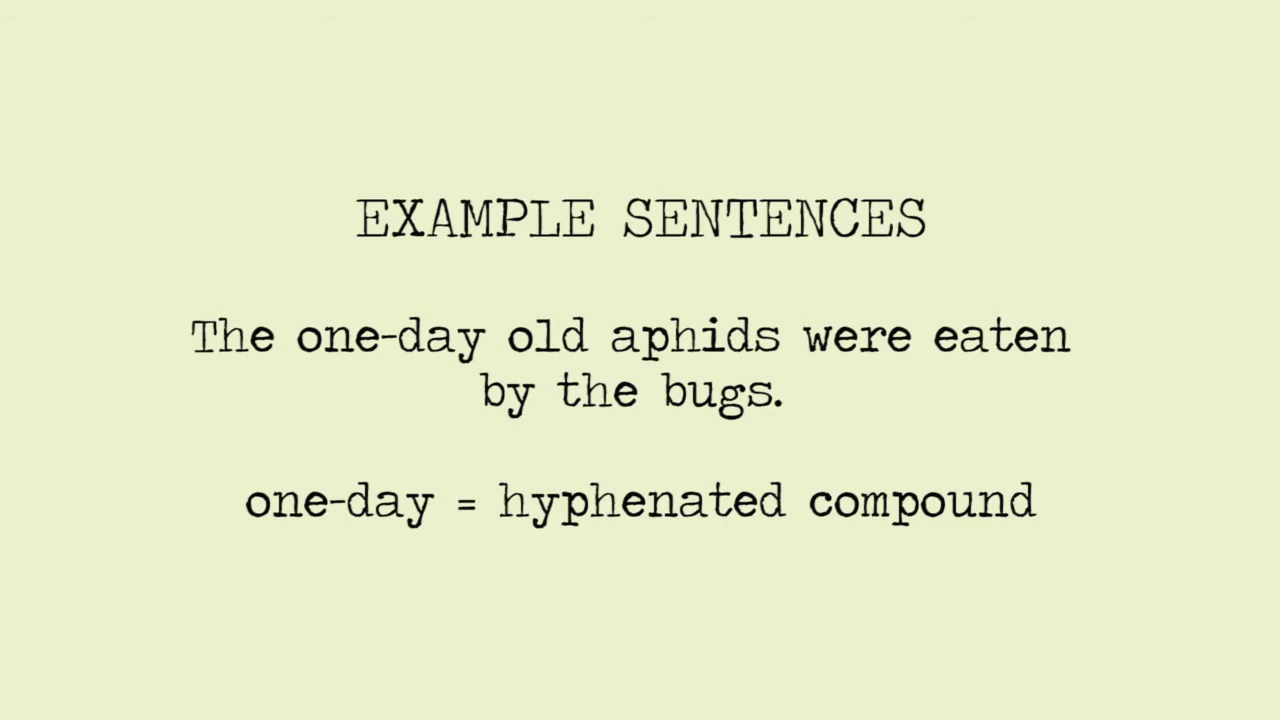 EXAMPLE SENTENCES
The one-day old aphids were eaten
by the bugs.
one-day = hyphenated compound